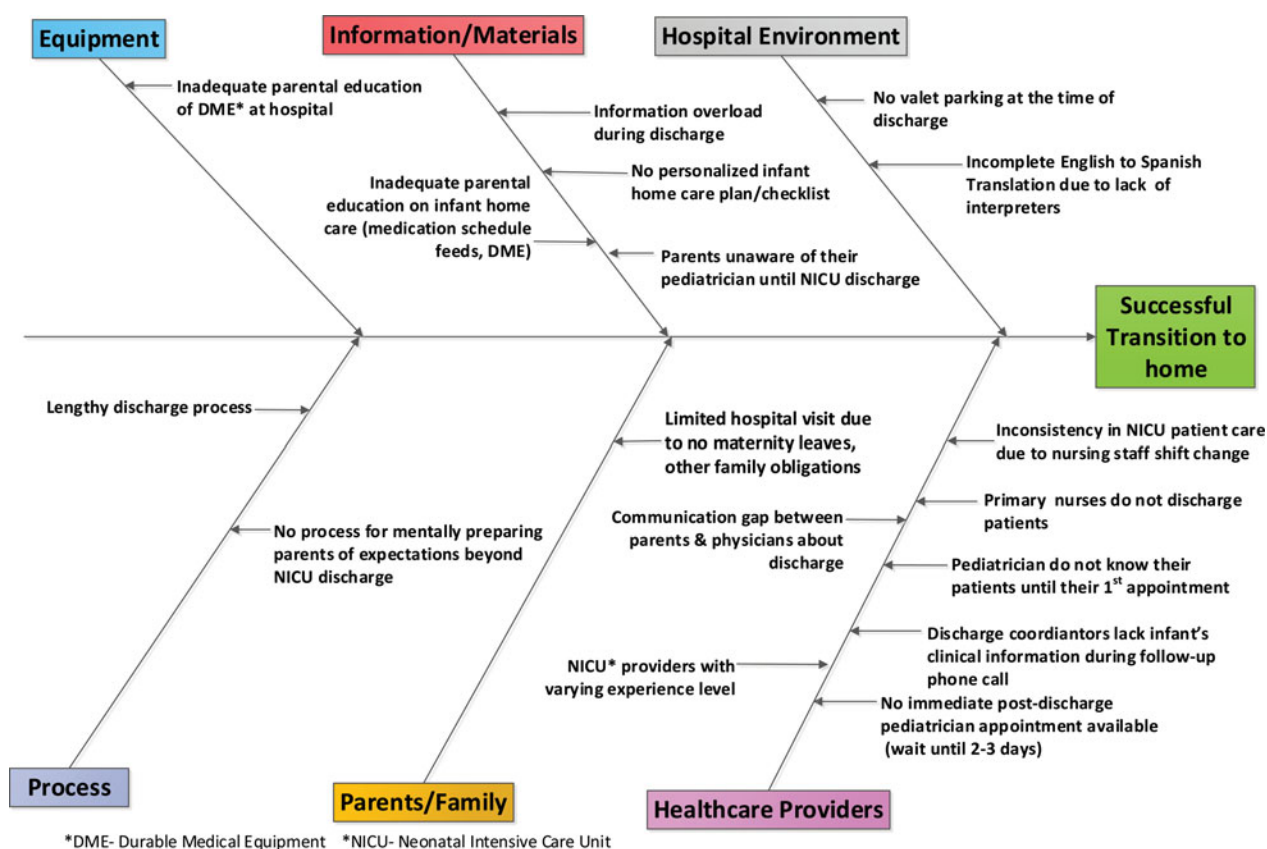 Equipment
Information/Materials
Hospital Environment
Inadequate parental education
of DME* at hospital
Information overload
during discharge
No personalized infant
home care plan/checklist
Inadequate parental
education on infant home
care (medication schedule
feeds, DME)
Parents unaware of their
pediatrician until NICU discharge
No valet parking at the time of
discharge
Incomplete English to Spanish
Translation due to lack of
interpreters
Successful
Transition to
home
Lengthy discharge process
No process for mentally preparing
parents of expectations beyond
NICU discharge
Limited hospital visit due
to no maternity leaves,
other family obligations
Inconsistency in NICU patient care
due to nursing staff shift change
Primary nurses do not discharge
patients
Communication gap between
parents & physicians about
discharge
Pediatrician do not know their
patients until their 1st appointment
Discharge coordiantors lack infant's
clinical information during follow-up
phone call
NICU* providers with
varying experience level
No immediate post-discharge
pediatrician appointment available
(wait until 2-3 days)
Process
Parents/Family
Healthcare Providers
*DME- Durable Medical Equipment *NICU- Neonatal Intensive Care Unit